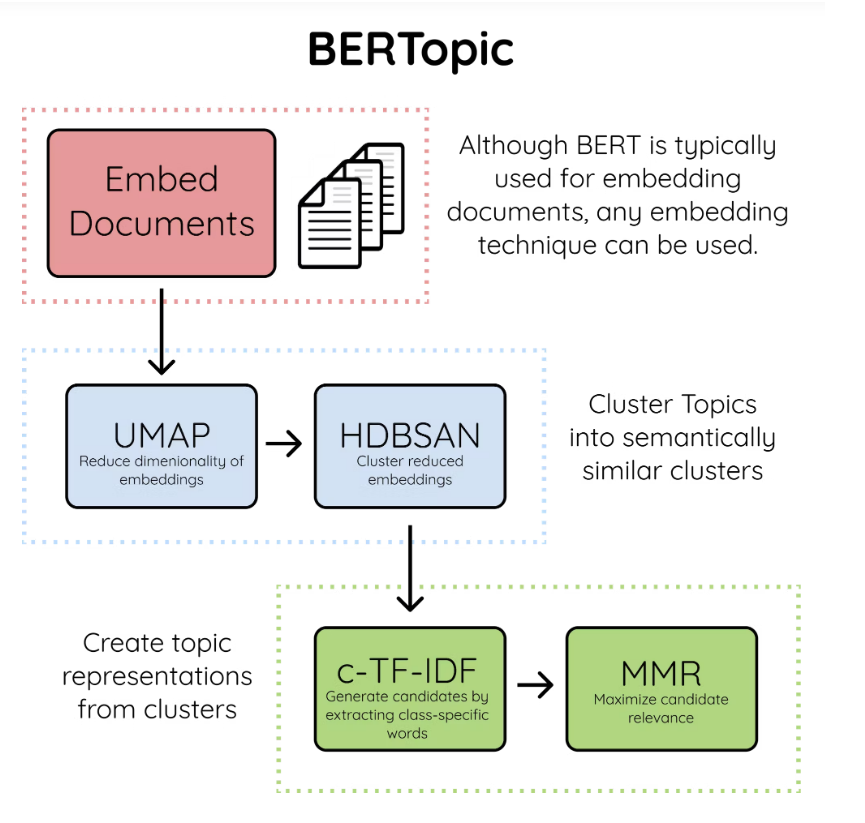 BERTopic
Embed
Documents
Although BERT is typically
used for embedding
documents, any embedding
technique can be used.
UMAP
Reduce dimenionality of
embeddings
HDBSAN
Cluster reduced
embeddings
Cluster Topics
into semantically
similar clusters
Create topic
representations
from clusters
c-TF-IDF
Generate candidates by
extracting class-specific
words
MMR
Maximize candidate
relevance